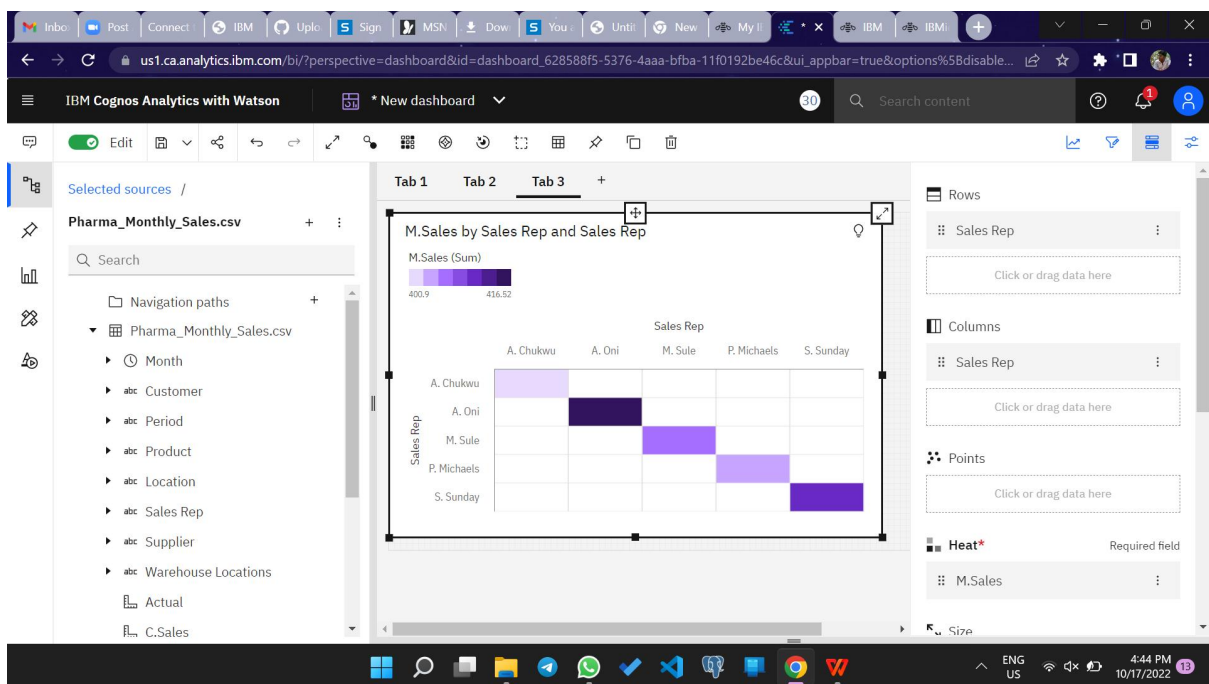 Inbo Post Connect IBM Uplo Sign MSN Dow You a Untit New My I * IBM IBMi
us1.ca.analytics.ibm.com/bi/?perspective=dashboard&id=dashboard_628588f5-5376-4aaa-bfba-11f0192be46c&ui_appbar=true&options%5Bdisable...
IBM Cognos Analytics with Watson
* New dashboard
30
Search content
1
Edit
Selected sources /
Pharma_Monthly_Sales.csv
Search
Navigation paths
Pharma_Monthly_Sales.csv
Month
abc Customer
abc Period
abc Product
abc Location
abc Sales Rep
abc Supplier
abc Warehouse Locations
Actual
C.Sales
Tab 1 Tab 2 Tab 3
M.Sales by Sales Rep and Sales Rep
M.Sales (Sum)
400.9 416.52
Sales Rep
A. Chukwu A. Oni M. Sule P. Michaels S. Sunday
Sales Rep
A. Chukwu
A. Oni
M. Sule
P. Michaels
S. Sunday
Rows
Sales Rep
Click or drag data here
Columns
Sales Rep
Click or drag data here
Points
Click or drag data here
Heat* Required field
M.Sales
Size
ENG
US
4:44 PM
10/17/2022
13